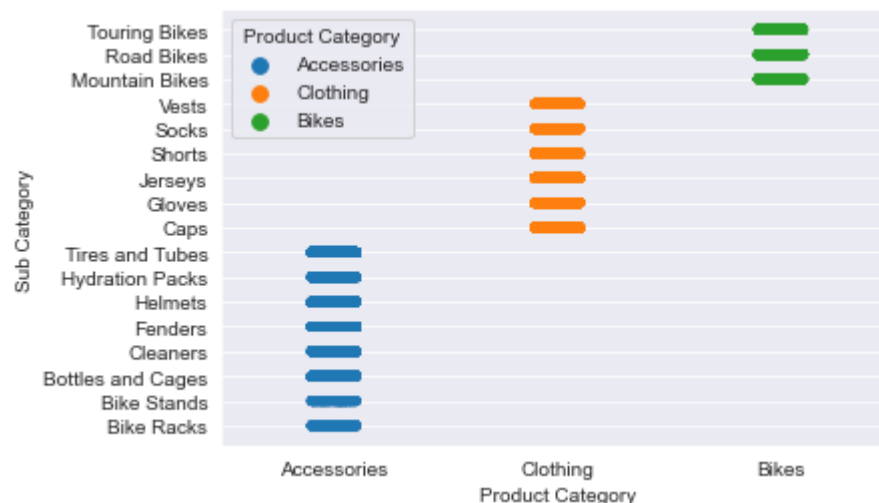 Touring Bikes
Road Bikes
Mountain Bikes
Vests
Socks
Shorts
Jerseys
Gloves
Caps
Tires and Tubes
Hydration Packs
Helmets
Fenders
Cleaners
Bottles and Cages
Bike Stands
Bike Racks
Sub Category
Product Category
Accessories
Clothing
Bikes
Accessories
Clothing
Bikes
Product Category